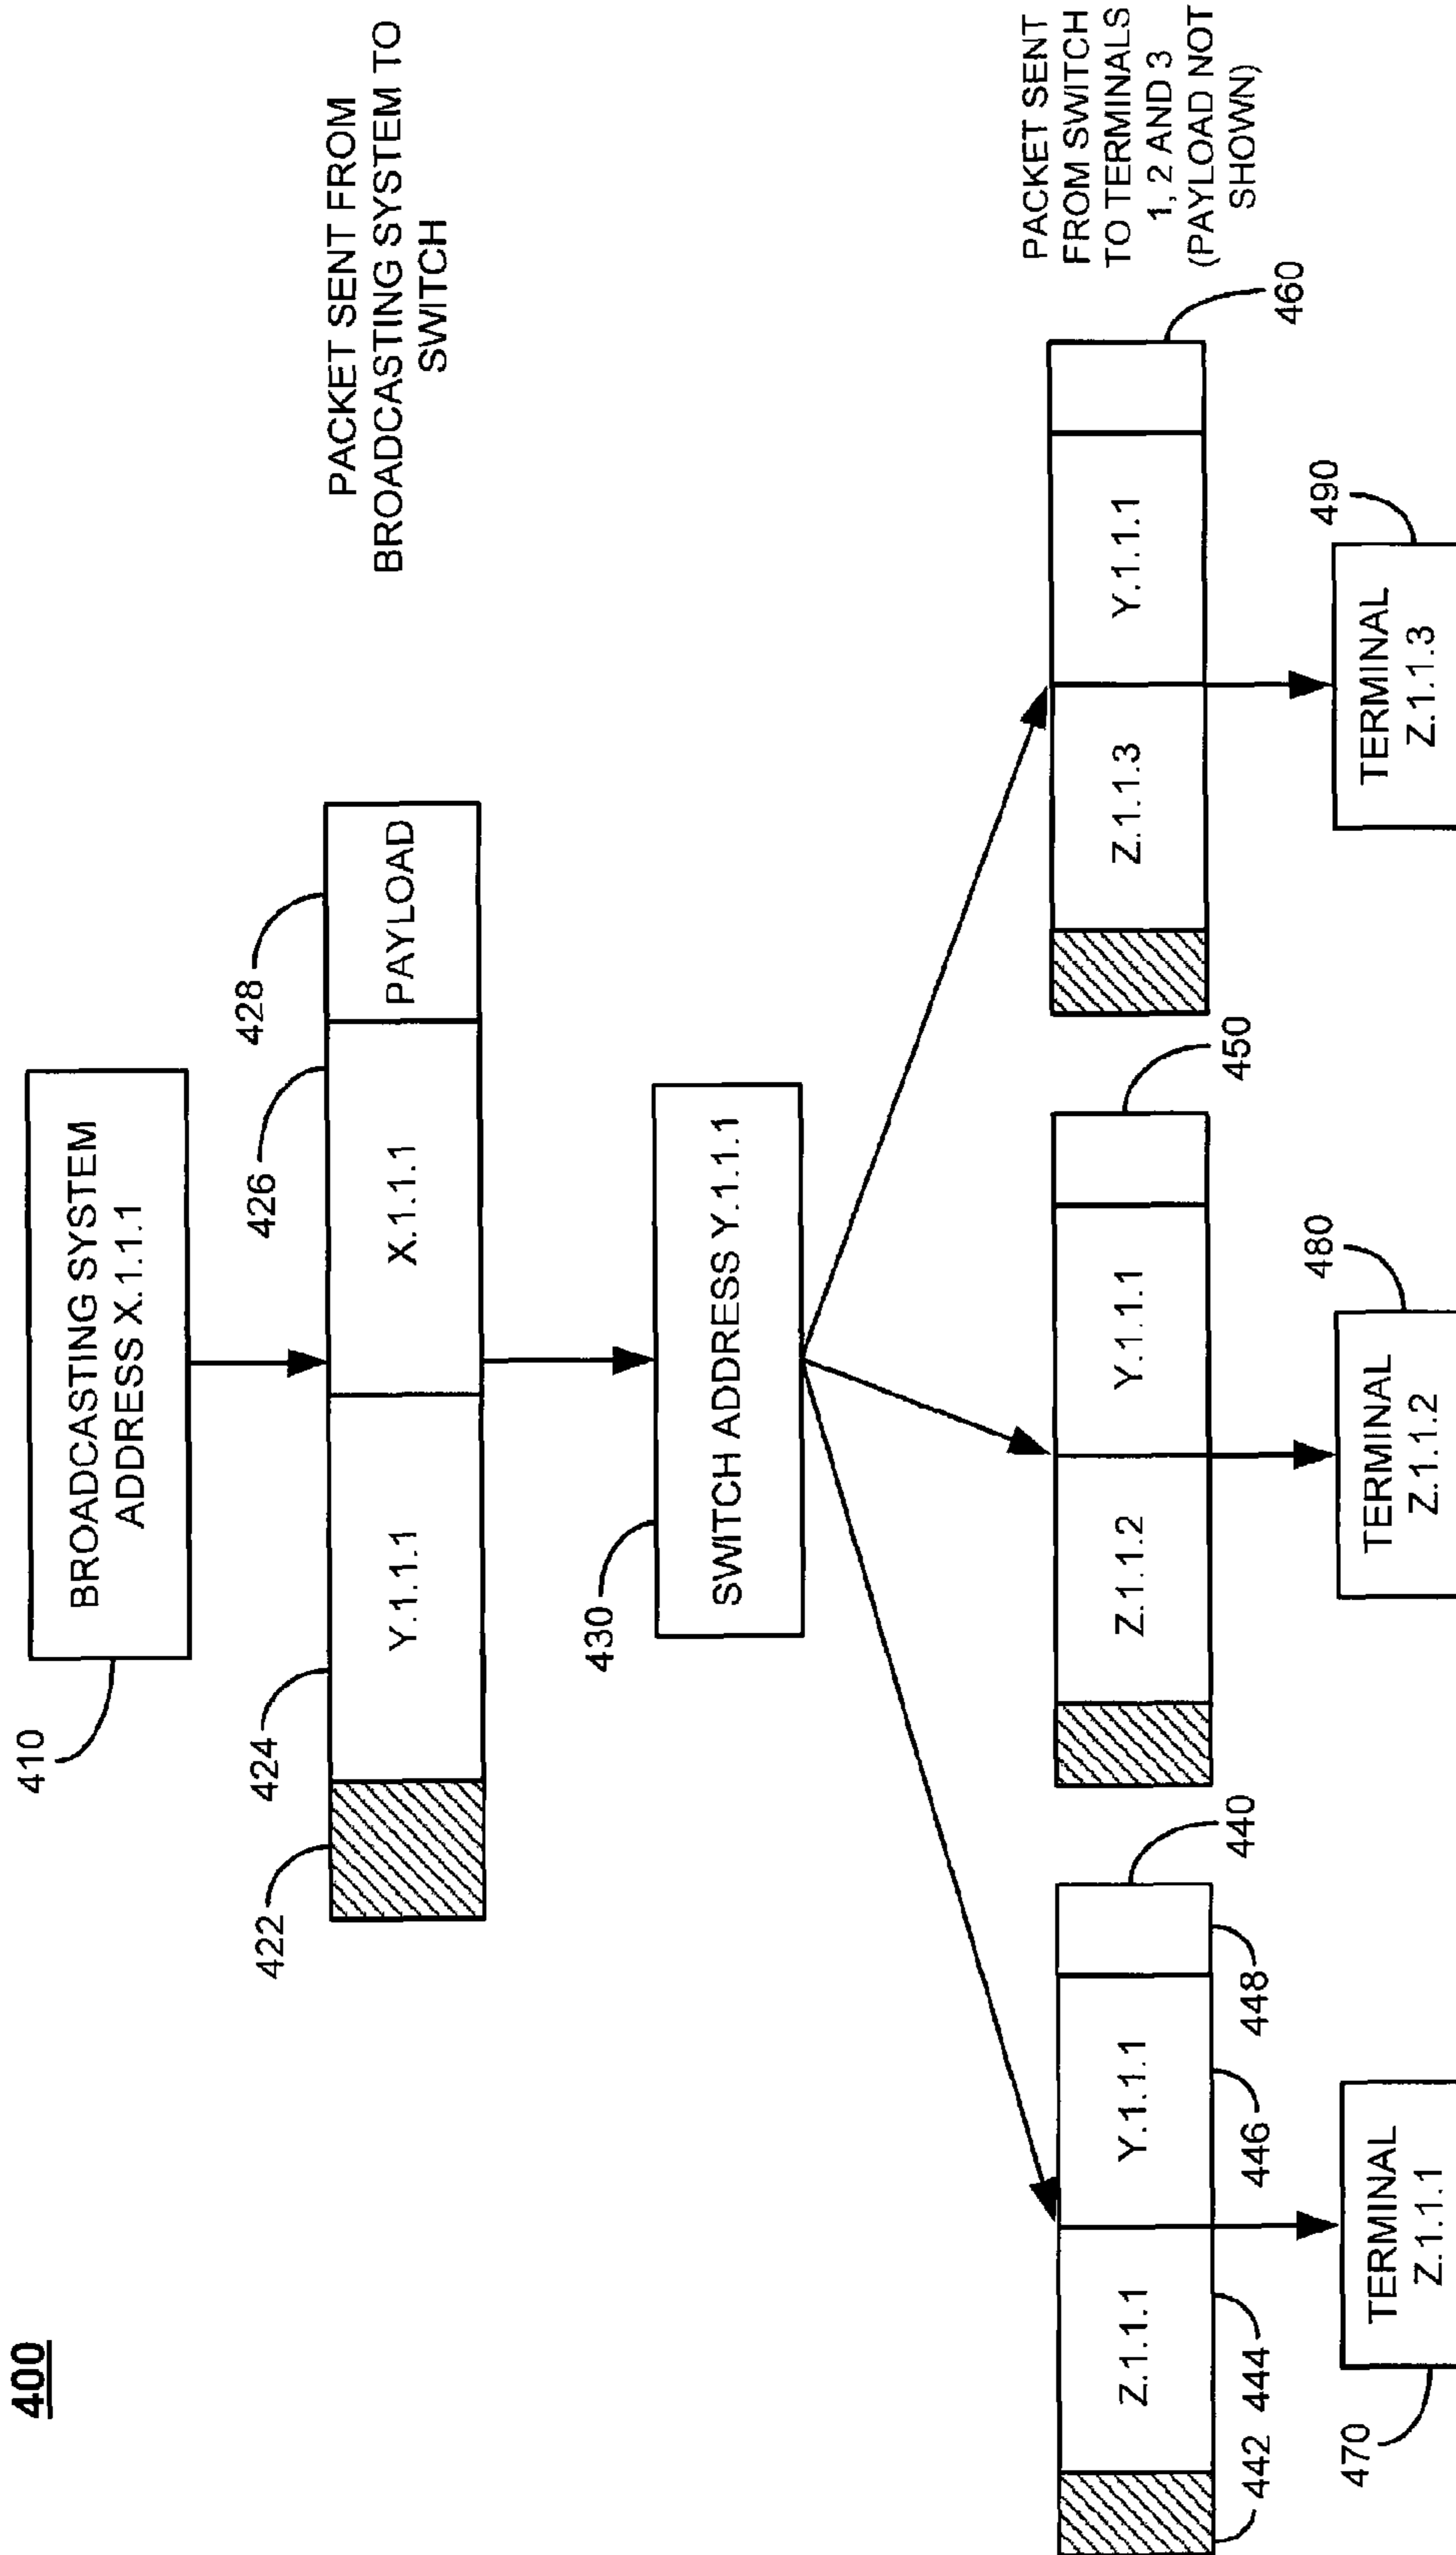 400
410
BROADCASTING SYSTEM
ADDRESS X.1.1.1
422
424
426
428
Y.1.1.1
X.1.1.1
PAYLOAD
PACKET SENT FROM
BROADCASTING SYSTEM TO
SWITCH
430
SWITCH ADDRESS Y.1.1.1
Z.1.1.1
Y.1.1.1
440
442
444
446
448
Z.1.1.2
Y.1.1.1
450
Z.1.1.3
Y.1.1.1
460
PACKET SENT
FROM SWITCH
TO TERMINALS
1, 2 AND 3
(PAYLOAD NOT
SHOWN)
470
TERMINAL
Z.1.1.1
480
TERMINAL
Z.1.1.2
490
TERMINAL
Z.1.1.3